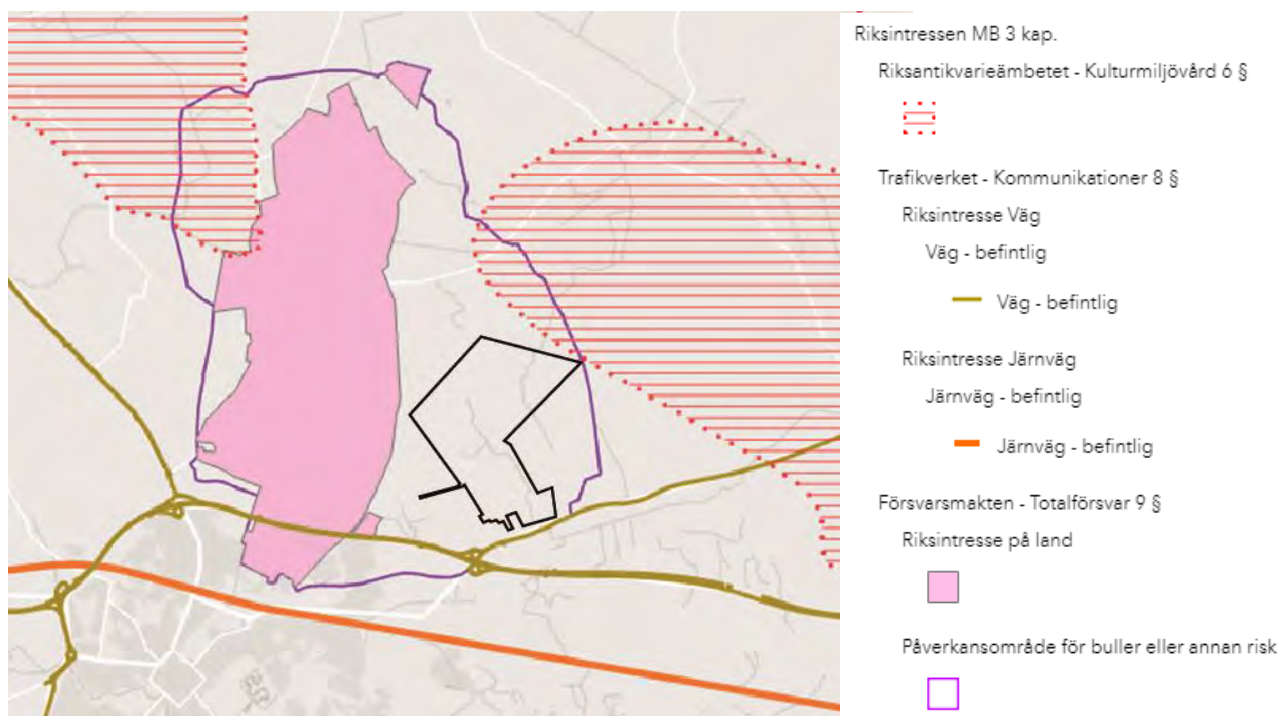 Riksintressen MB 3 kap.
Riksantikvarieämbetet - Kulturmiljövård 6 §
Trafikverket - Kommunikationer 8 §
Riksintresse Väg
Väg - befintlig
Väg - befintlig
Riksintresse Järnväg
Järnväg - befintlig
Järnväg - befintlig
Försvarsmakten - Totalförsvar 9 §
Riksintresse på land
Påverkansområde för buller eller annan risk